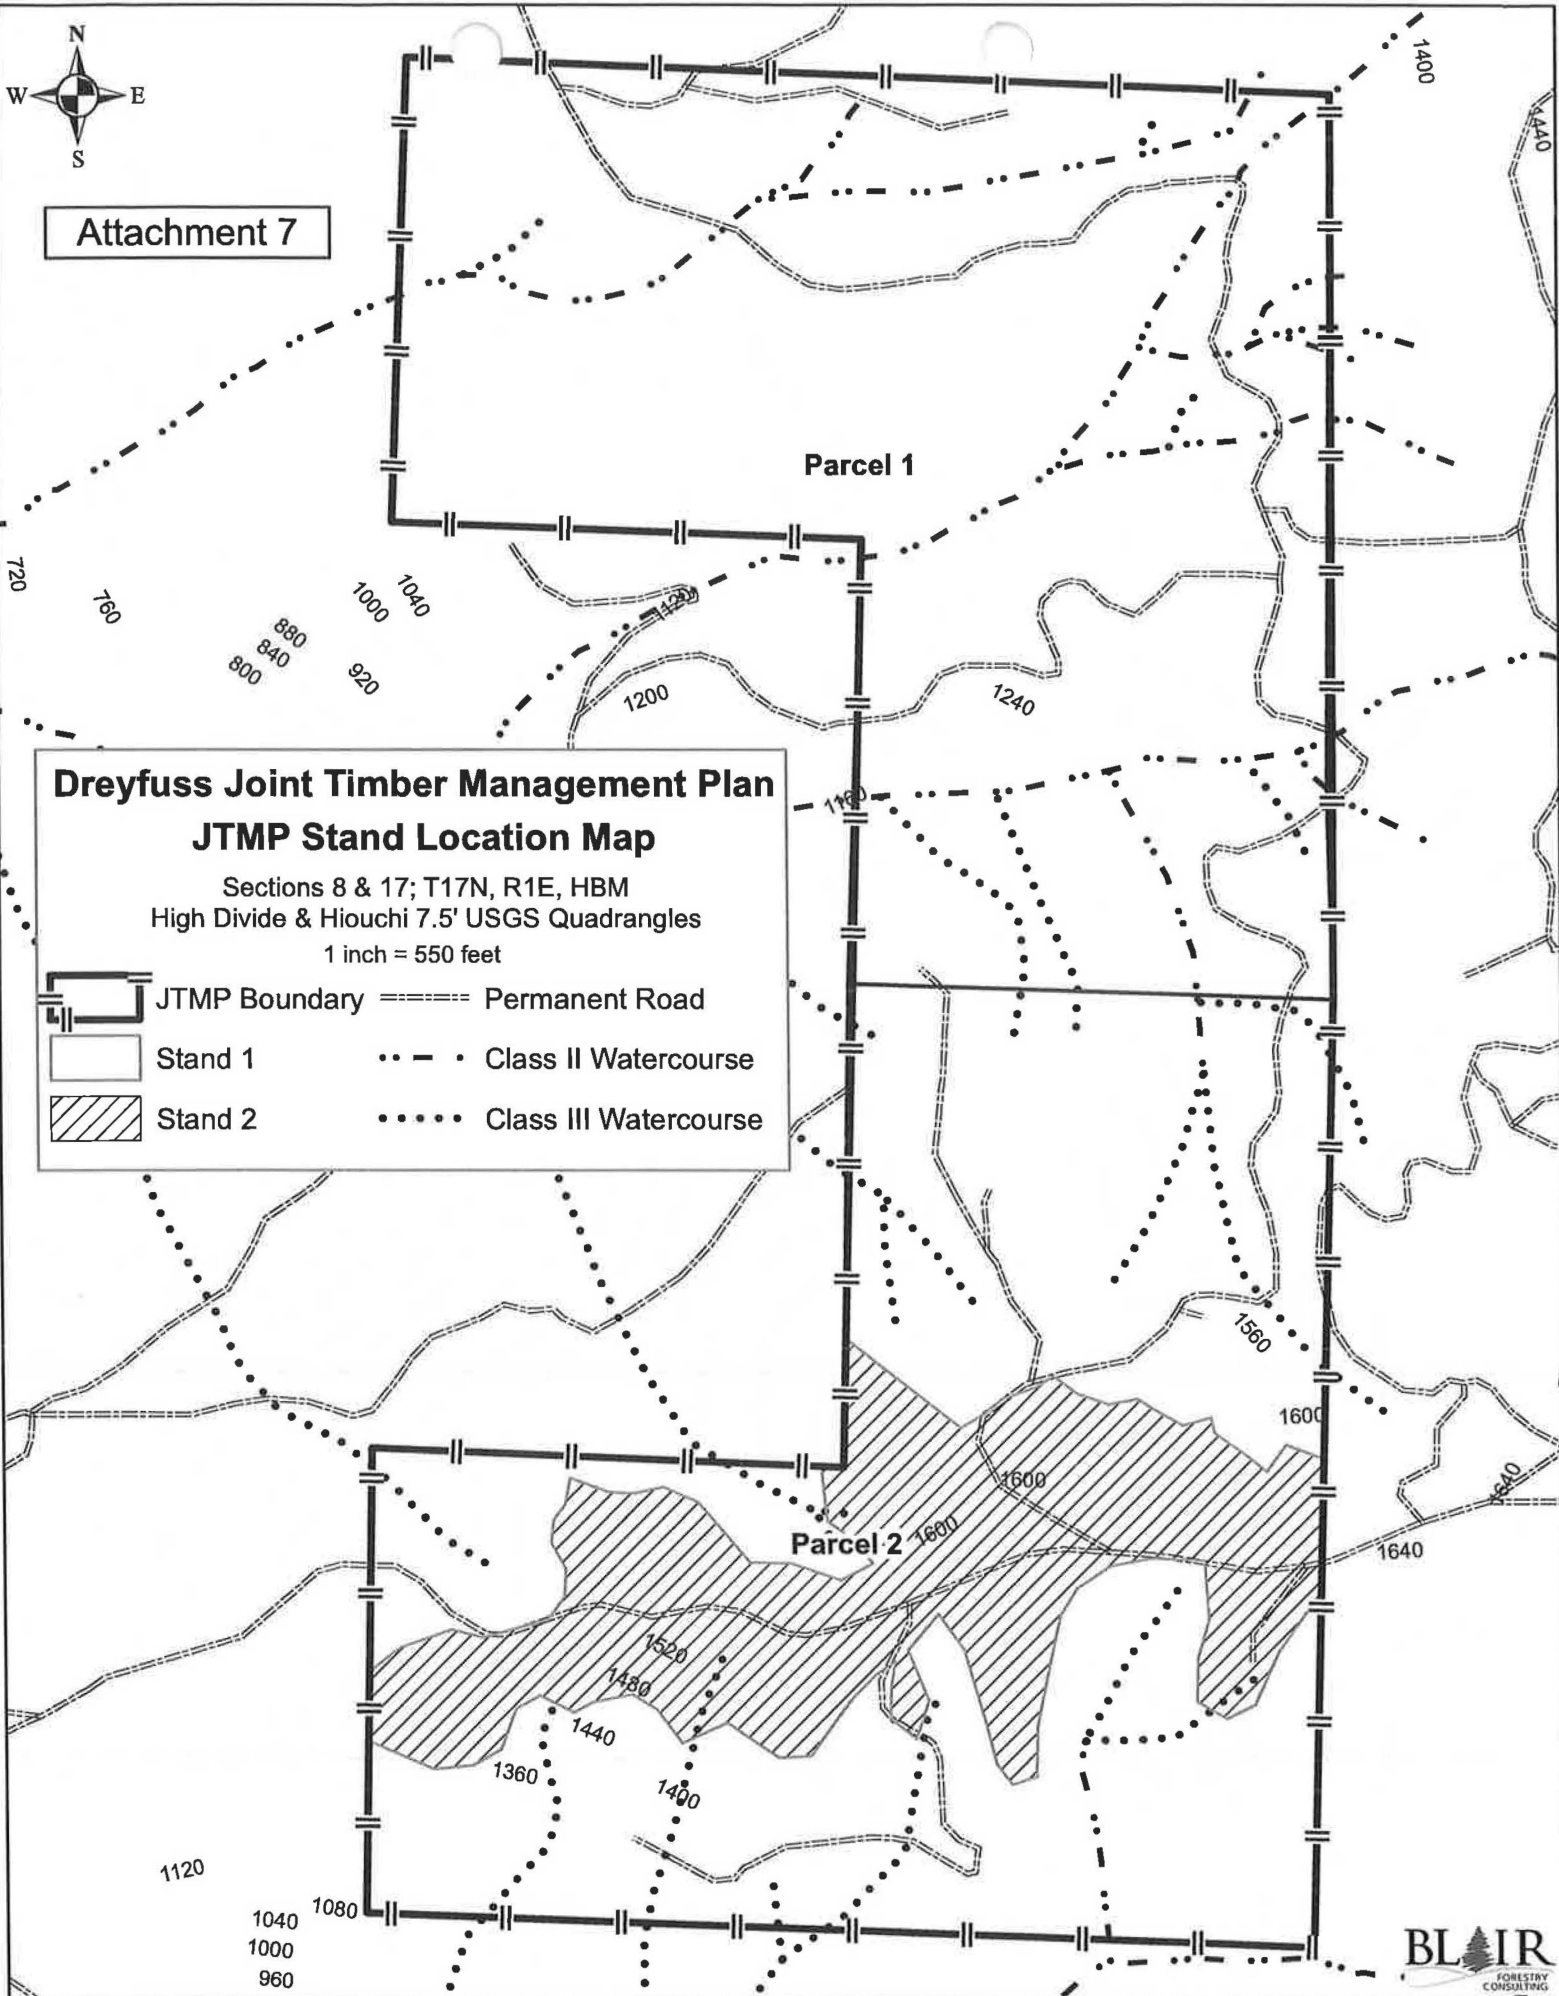 N
W E
S
1400
1440
Attachment 7
Parcel 1
720
760
1000
1040
880
840
800
920
1120
1200
1240
1160
Dreyfuss Joint Timber Management Plan
JTMP Stand Location Map
Sections 8 & 17; T17N, R1E, HBM
High Divide & Hiouchi 7.5' USGS Quadrangles
1 inch = 550 feet
JTMP Boundary
Permanent Road
Stand 1
Class II Watercourse
Stand 2
Class III Watercourse
1560
1600
1600
1640
1600
Parcel 2
1640
1520
1480
1440
1360
1400
1120
1080
1040
1000
960
BLAIR
FORESTRY
CONSULTING